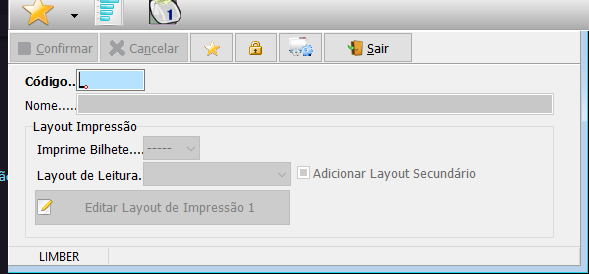 1
Confirmar Cancelar Sair
Código..
Nome.....
Layout Impressão
Imprime Bilhete.... -----
Layout de Leitura. Adicionar Layout Secundário
Editar Layout de Impressão 1
LIMBER